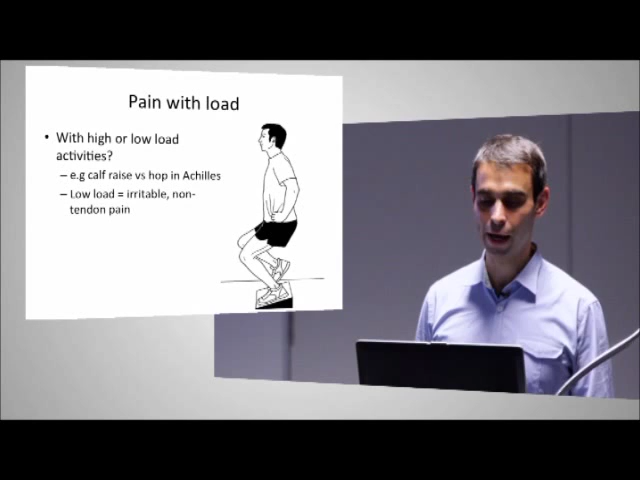 Pain with load
• With high or low load
activities?
– e.g calf raise vs hop in Achilles
– Low load = irritable, non-
tendon pain